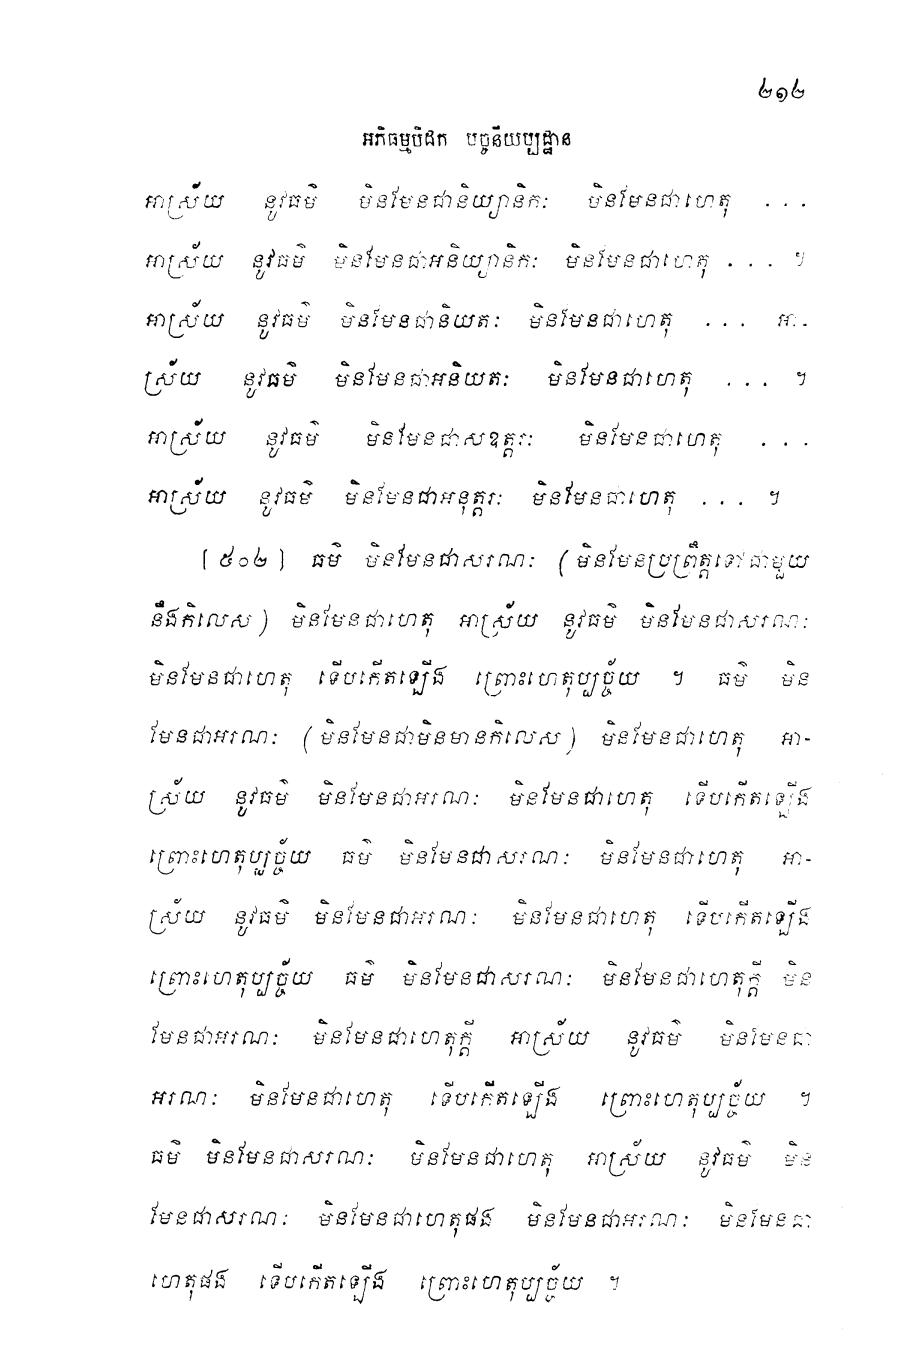 ២១២
អភិធម្មបិដក បច្ចនីយប្បដ្ឋាន
អាស្រ័យ នូវធម៌ មិនមែនជានិយ្យានិកៈ មិនមែនជាហេតុ ...
អាស្រ័យ នូវធម៌ មិនមែនជាអនិយ្យានិកៈ មិនមែនជាហេតុ ... ។
អាស្រ័យ នូវធម៌ មិនមែនជានិយតៈ មិនមែនជាហេតុ ... អា-
ស្រ័យ នូវធម៌ មិនមែនជាអនិយតៈ មិនមែនជាហេតុ ... ។
អាស្រ័យ នូវធម៌ មិនមែនជាសឧត្តរៈ មិនមែនជាហេតុ ...
អាស្រ័យ នូវធម៌ មិនមែនជាអនុត្តរៈ មិនមែនជាហេតុ ... ។
[៥០២] ធម៌ មិនមែនជាសរណៈ (មិនមែនប្រព្រឹត្តទៅជាមួយ
នឹងកិលេស) មិនមែនជាហេតុ អាស្រ័យ នូវធម៌ មិនមែនជាសរណៈ
មិនមែនជាហេតុ ទើបកើតឡើង ព្រោះហេតុប្បច្ច័យ ។ ធម៌ មិន
មែនជាអរណៈ (មិនមែនជាមិនមានកិលេស) មិនមែនជាហេតុ អា-
ស្រ័យ នូវធម៌ មិនមែនជាអរណៈ មិនមែនជាហេតុ ទើបកើតឡើង
ព្រោះហេតុប្បច្ច័យ ធម៌ មិនមែនជាសរណៈ មិនមែនជាហេតុ អា-
ស្រ័យ នូវធម៌ មិនមែនជាអរណៈ មិនមែនជាហេតុ ទើបកើតឡើង
ព្រោះហេតុប្បច្ច័យ ធម៌ មិនមែនជាសរណៈ មិនមែនជាហេតុក្តី មិន
មែនជាអរណៈ មិនមែនជាហេតុក្តី អាស្រ័យ នូវធម៌ មិនមែនជា
អរណៈ មិនមែនជាហេតុ ទើបកើតឡើង ព្រោះហេតុប្បច្ច័យ ។
ធម៌ មិនមែនជាសរណៈ មិនមែនជាហេតុ អាស្រ័យ នូវធម៌ មិន
មែនជាសរណៈ មិនមែនជាហេតុផង មិនមែនជាអរណៈ មិនមែនជា
ហេតុផង ទើបកើតឡើង ព្រោះហេតុប្បច្ច័យ ។